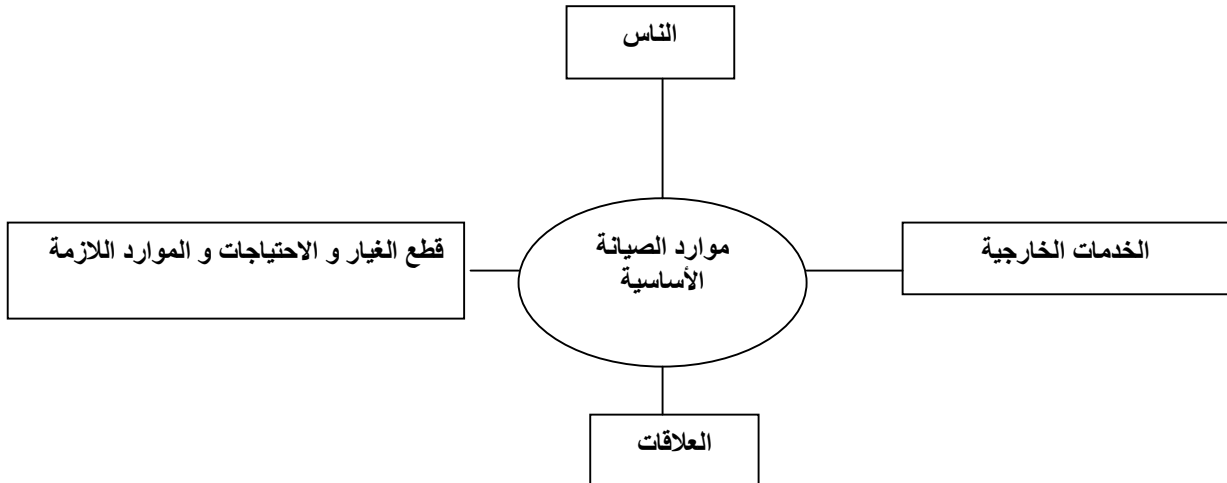 الناس
موارد الصيانة
الأساسية
الخدمات الخارجية
قطع الغيار و الاحتياجات و الموارد اللازمة
العلاقات